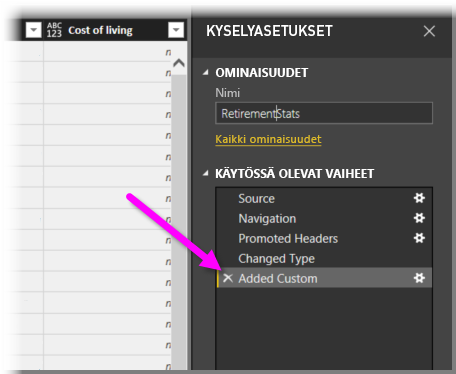 ABC
123
Cost of living
KYSELYASETUKSET
OMINAISUUDET
Nimi
RetirementStats
Kaikki ominaisuudet
KÄYTÖSSÄ OLEVAT VAIHEET
Source
Navigation
Promoted Headers
Changed Type
Added Custom